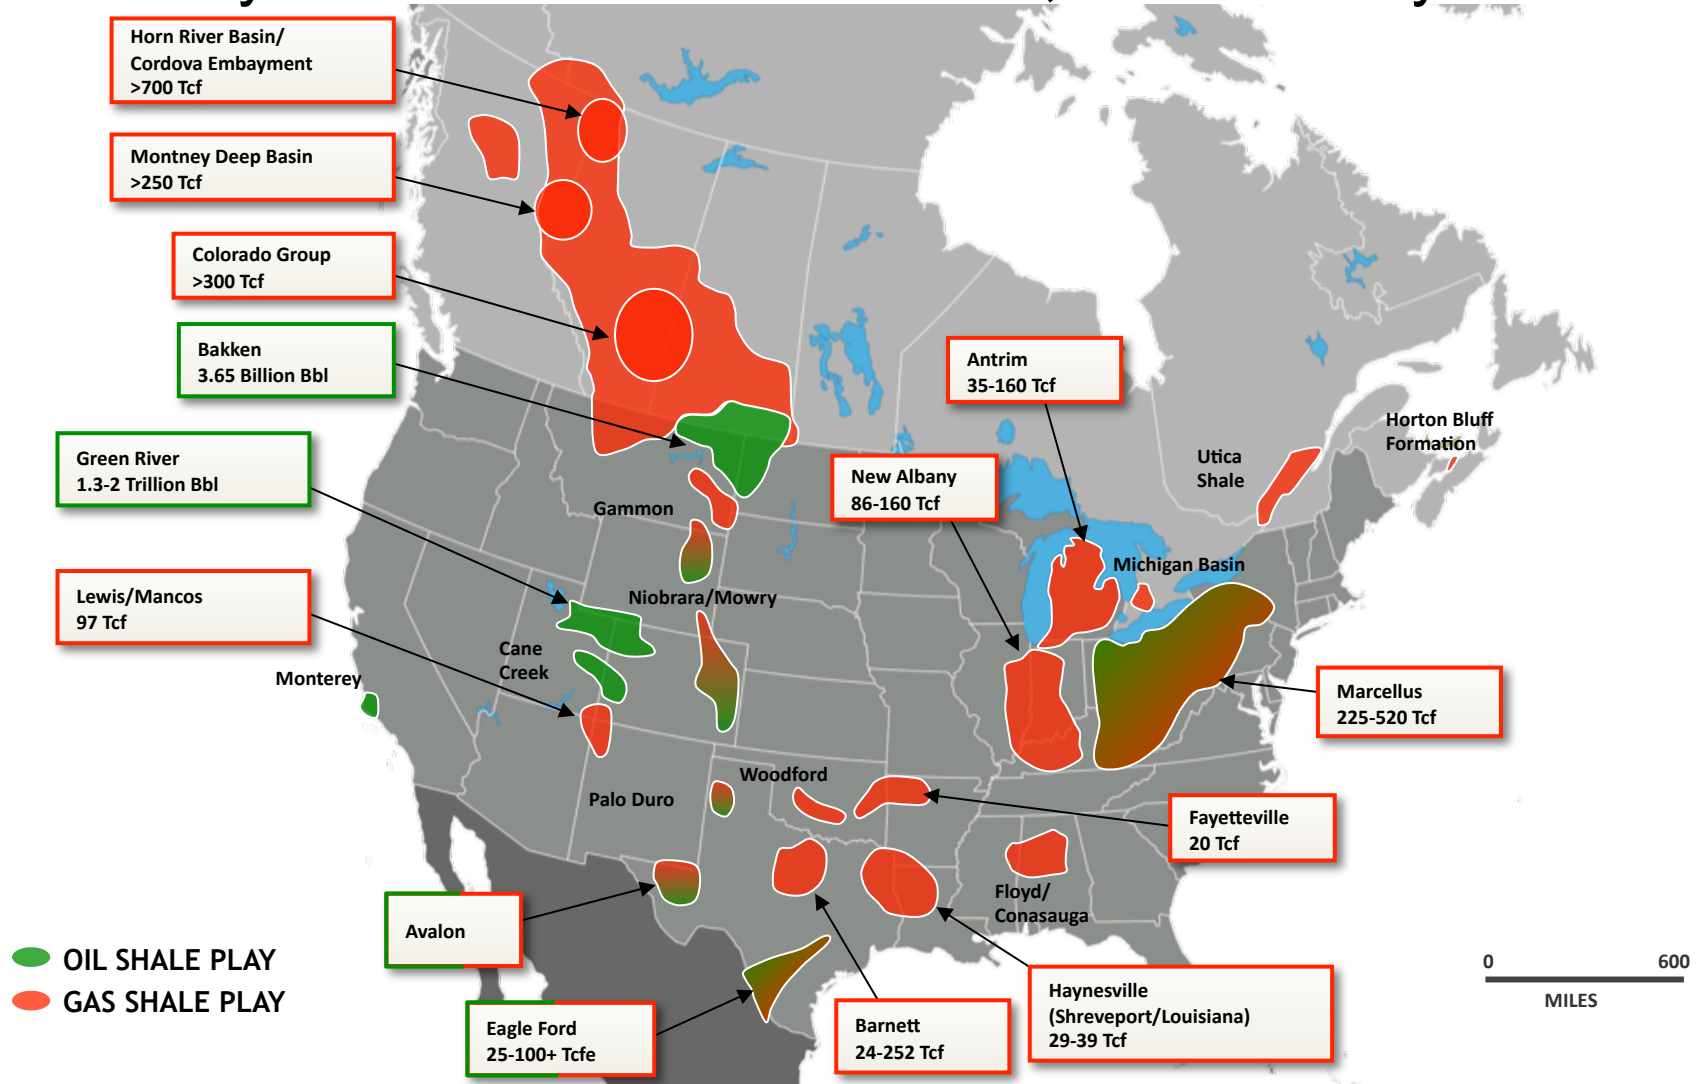 Horn River Basin/
Cordova Embayment
>700 Tcf
Montney Deep Basin
>250 Tcf
Colorado Group
>300 Tcf
Bakken
3.65 Billion Bbl
Green River
1.3-2 Trillion Bbl
Lewis/Mancos
97 Tcf
Monterey
Cane
Creek
Gammon
Niobrara/Mowry
Antrim
35-160 Tcf
New Albany
86-160 Tcf
Michigan Basin
Utica
Shale
Horton Bluff
Formation
Marcellus
225-520 Tcf
Palo Duro
Woodford
Fayetteville
20 Tcf
Floyd/
Conasauga
Avalon
Eagle Ford
25-100+ Tcfe
Barnett
24-252 Tcf
Haynesville
(Shreveport/Louisiana)
29-39 Tcf
OIL SHALE PLAY
GAS SHALE PLAY
0 600
MILES